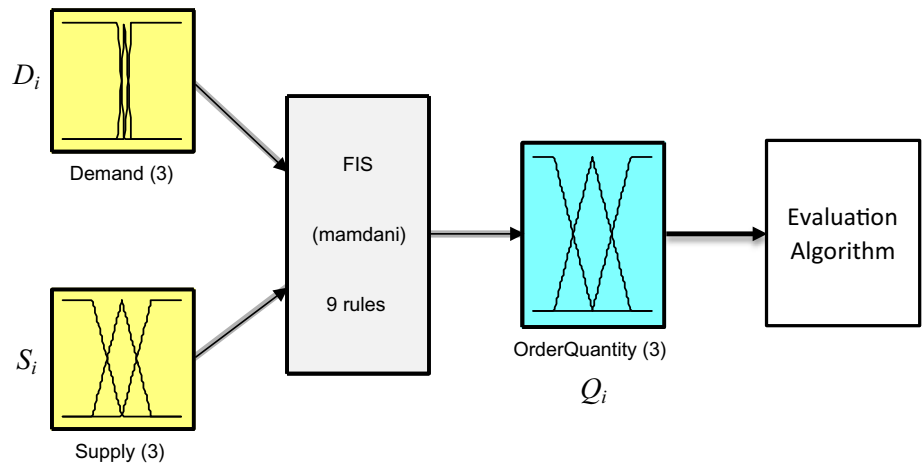 D_i
Demand (3)
FIS
(mamdani)
9 rules
S_i
Supply (3)
OrderQuantity (3)
Q_i
Evaluation
Algorithm